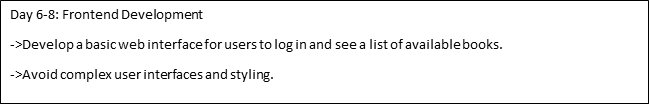 Day 6-8: Frontend Development
->Develop a basic web interface for users to log in and see a list of available books.
->Avoid complex user interfaces and styling.